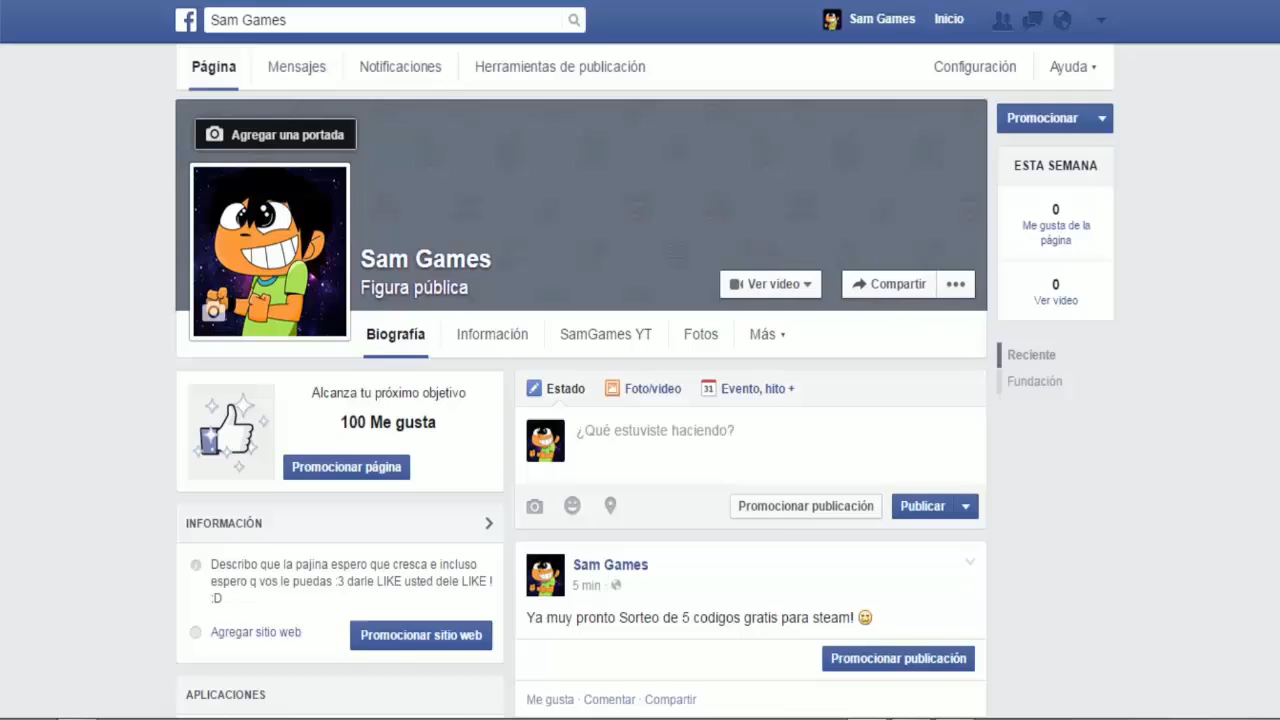 Sam Games
Sam Games
Inicio
Página
Mensajes
Notificaciones
Herramientas de publicación
Configuración
Ayuda
Agregar una portada
Promocionar
ESTA SEMANA
0
Me gusta de la
página
0
Ver video
Sam Games
Figura pública
Ver video
Compartir
Biografía
Información
SamGames YT
Fotos
Más
Reciente
Fundación
Alcanza tu próximo objetivo
100 Me gusta
Promocionar página
Estado
Foto/video
31
Evento, hito +
¿Qué estuviste haciendo?
Promocionar publicación
Publicar
INFORMACIÓN
Describo que la pajina espero que cresca e incluso
espero q vos le puedas :3 darle LIKE usted dele LIKE !
:D
Agregar sitio web
Promocionar sitio web
APLICACIONES
Sam Games
5 min ·
Ya muy pronto Sorteo de 5 codigos gratis para steam!
Promocionar publicación
Me gusta · Comentar · Compartir